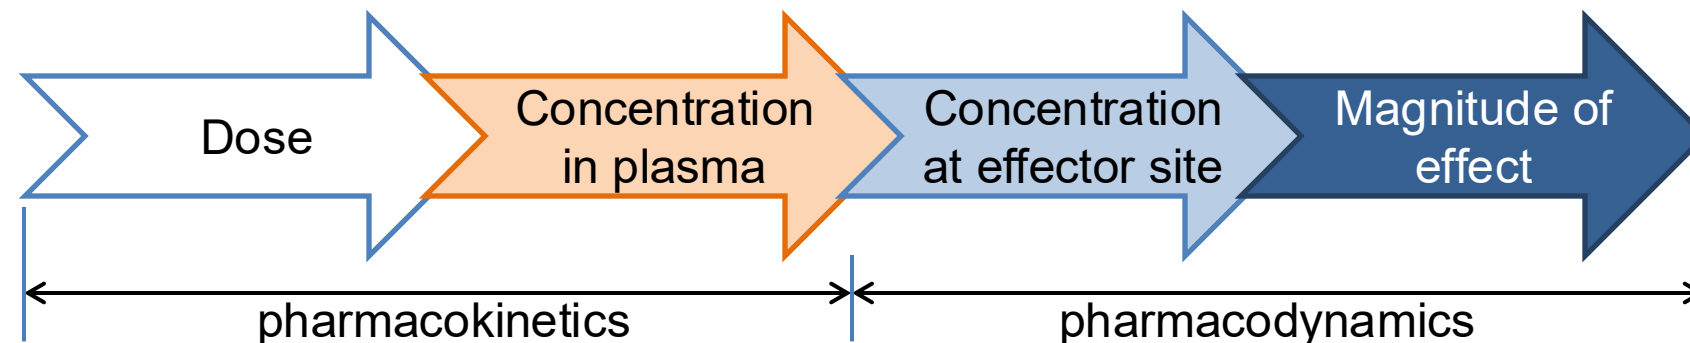 Dose
Concentration
in plasma
Concentration
at effector site
Magnitude of
effect
pharmacokinetics
pharmacodynamics